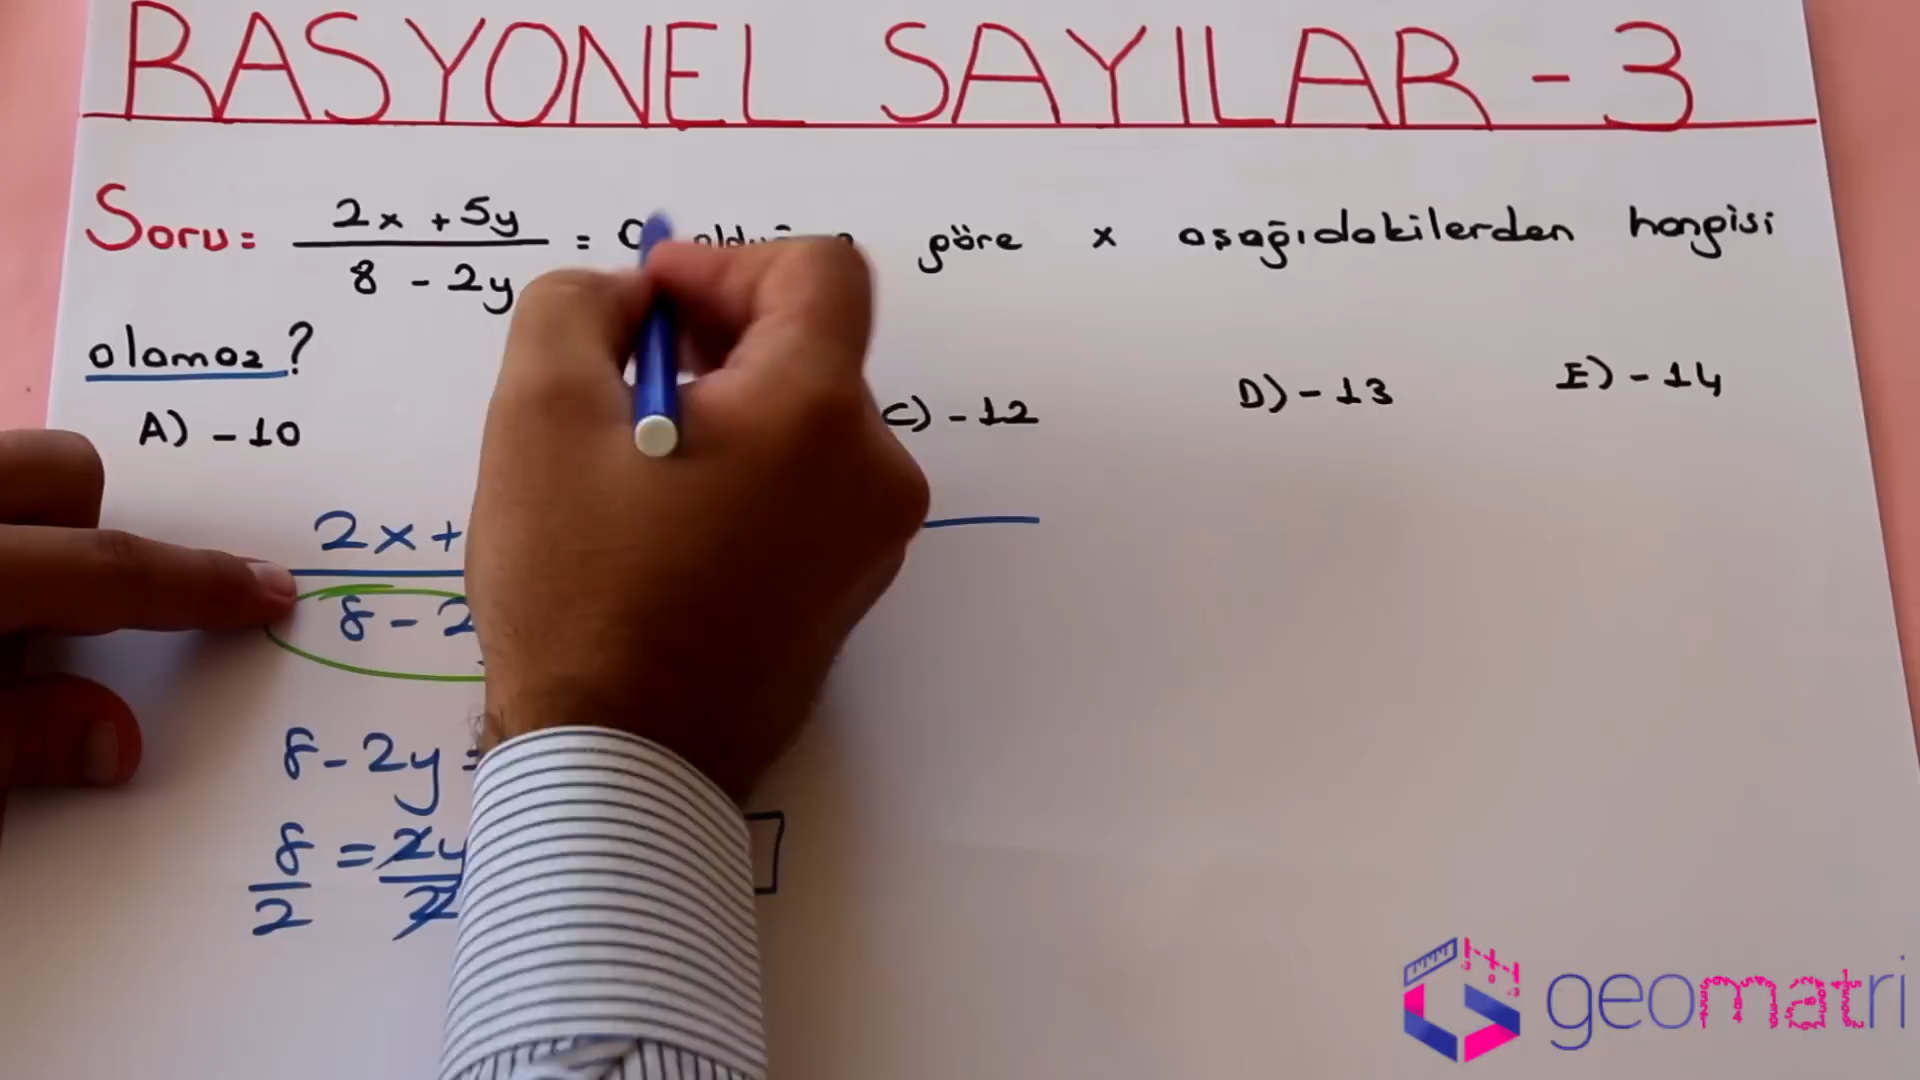 RASYONEL SAYILAR - 3
Soru: 2x + 5y
= göre x aşağıdakilerden hangisi
8 - 2y
olamaz?
A) -10 C) -12 D) -13 E) -14
2x+
8-2
8-2y=
8 = 2y
2 2
geomatri